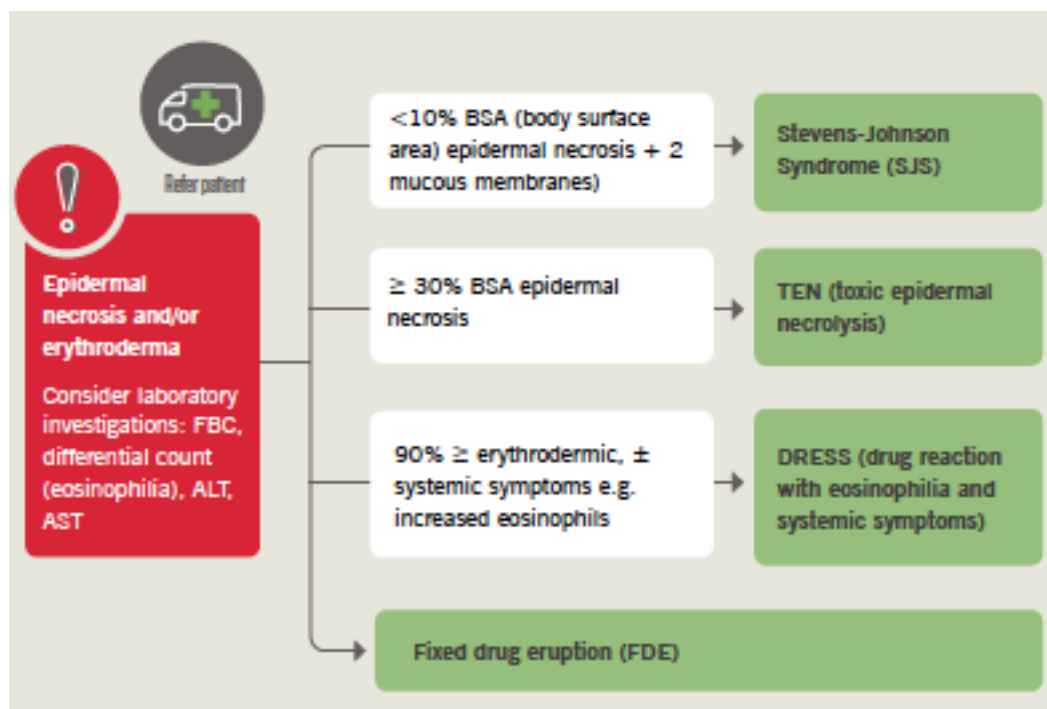 Refer patient
Epidermal
necrosis and/or
erythroderma
Consider laboratory
investigations: FBC,
differential count
(eosinophilia), ALT,
AST
<10% BSA (body surface
area) epidermal necrosis + 2
mucous membranes)
Stevens-Johnson
Syndrome (SJS)
≥ 30% BSA epidermal
necrosis
TEN (toxic epidermal
necrolysis)
90% ≥ erythrodermic, ±
systemic symptoms e.g.
increased eosinophils
DRESS (drug reaction
with eosinophilia and
systemic symptoms)
Fixed drug eruption (FDE)